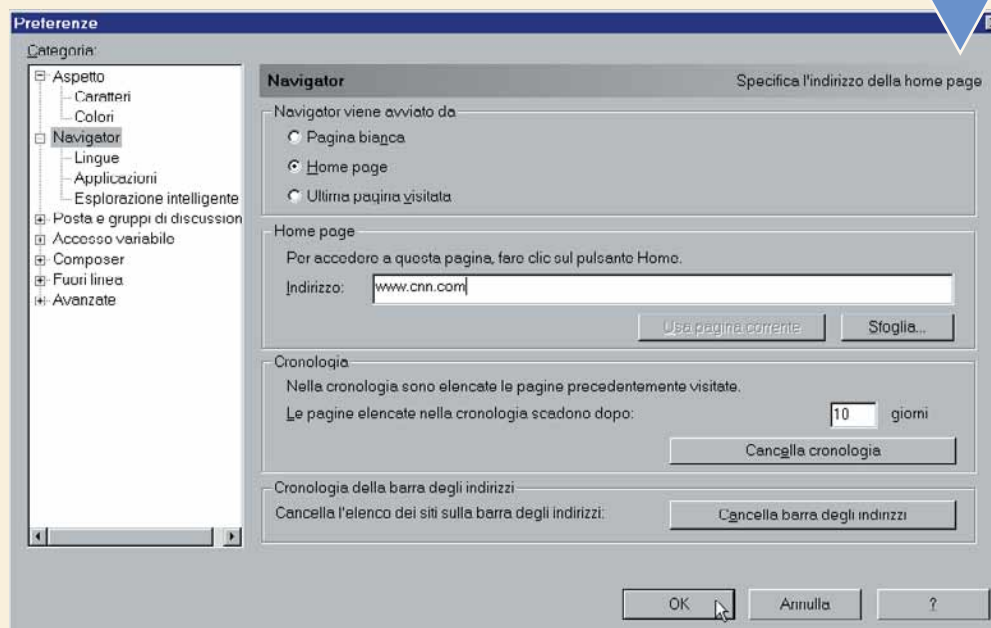 Preferenze
Categoria:
Aspetto
Caratteri
Colori
Navigator
Lingue
Applicazioni
Esplorazione intelligente
Posta e gruppi di discussion
Accesso variabile
Composer
Fuori linea
Avanzate
Navigator Specifica l'indirizzo della home page
Navigator viene avviato da
Pagina bianca
Home page
Ultima pagina visitata
Home page
Per accedere a questa pagina, fare clic sul pulsante Home.
Indirizzo: www.cnn.com
Usa pagina corrente Sfoglia...
Cronologia
Nella cronologia sono elencate le pagine precedentemente visitate.
Le pagine elencate nella cronologia scadono dopo: 10 giorni
Cancella cronologia
Cronologia della barra degli indirizzi
Cancella l'elenco dei siti sulla barra degli indirizzi: Cancella barra degli indirizzi
OK Annulla ?